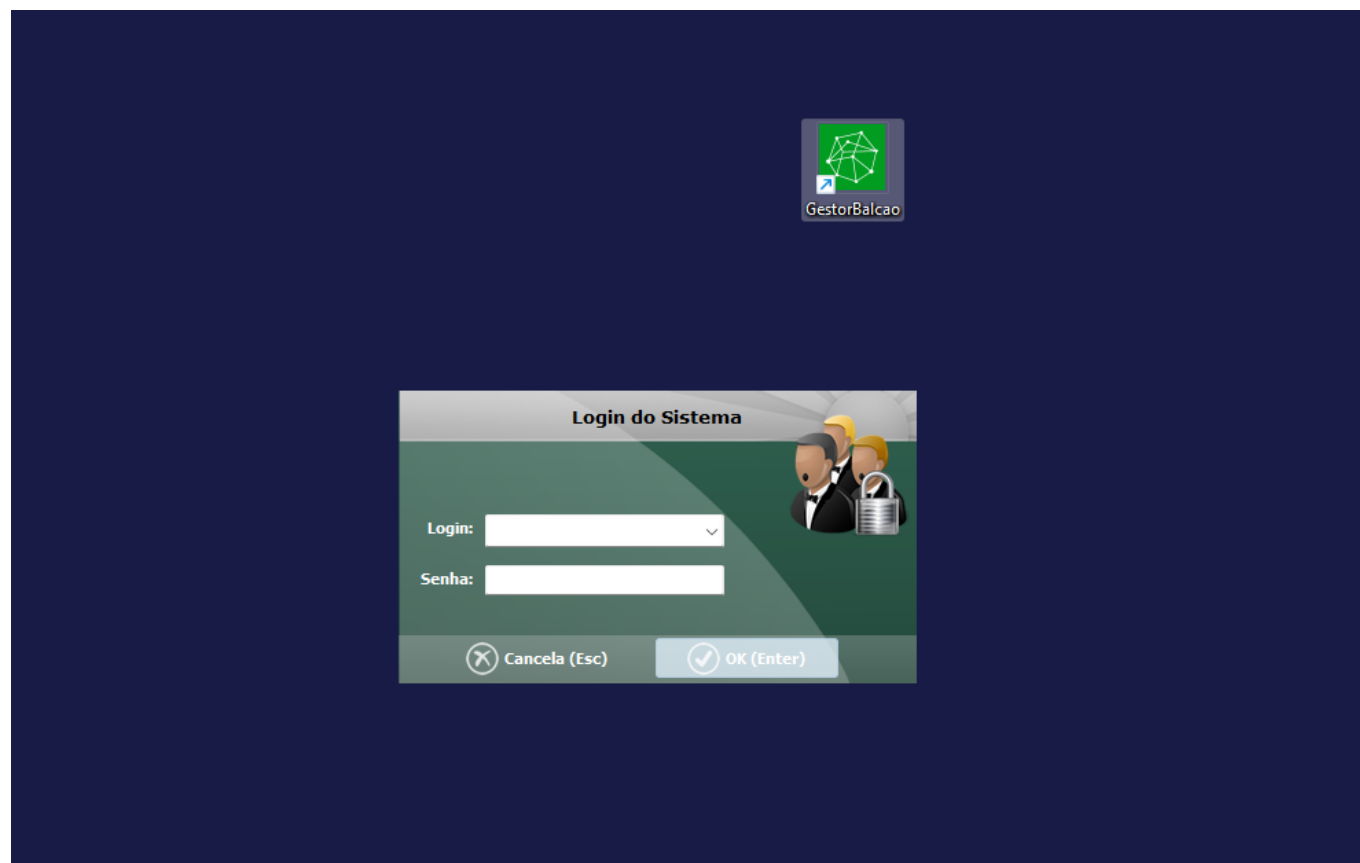 GestorBalcao
Login do Sistema
Login:
Senha:
Cancela (Esc)
OK (Enter)